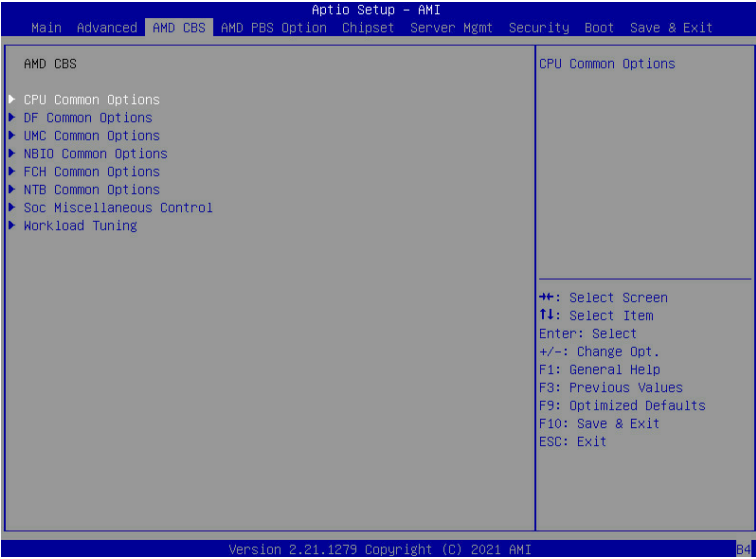 Aptio Setup – AMI
Main Advanced AMD CBS AMD PBS Option Chipset Server Mgmt Security Boot Save & Exit
AMD CBS
CPU Common Options
DF Common Options
UMC Common Options
NBIO Common Options
FCH Common Options
NTB Common Options
Soc Miscellaneous Control
Workload Tuning
CPU Common Options
→←: Select Screen
↑↓: Select Item
Enter: Select
+/-: Change Opt.
F1: General Help
F3: Previous Values
F9: Optimized Defaults
F10: Save & Exit
ESC: Exit
Version 2.21.1279 Copyright (C) 2021 AMI
B4